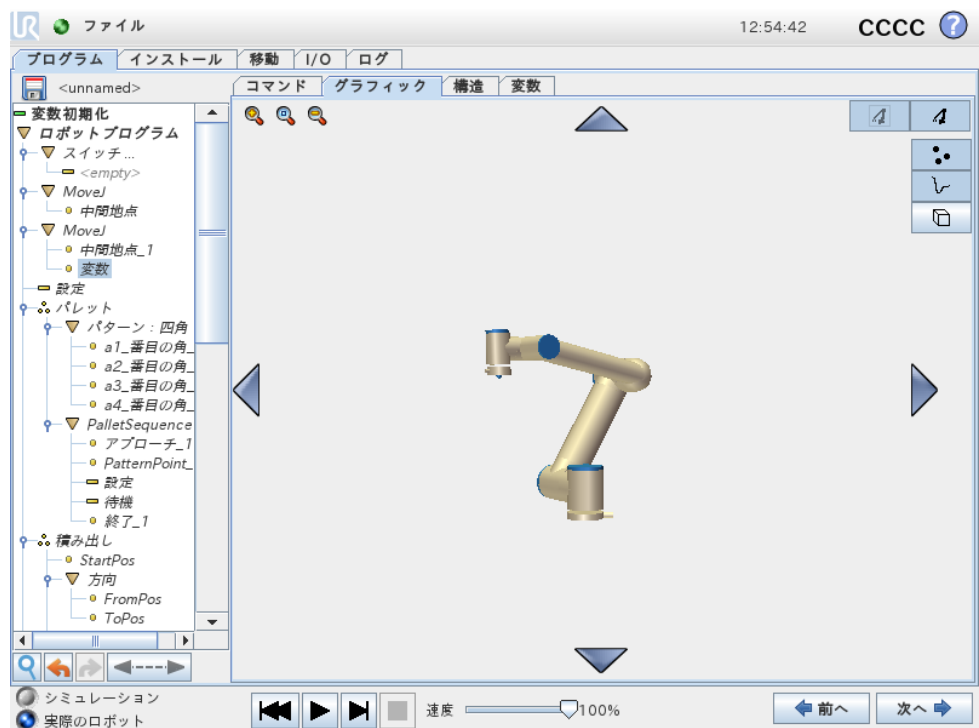 UR ファイル 12:54:42 CCCC ?
プログラム インストール 移動 I/O ログ
<unnamed>
コマンド グラフィック 構造 変数
変数初期化
ロボットプログラム
スイッチ ...
<empty>
MoveJ
中間地点
MoveJ
中間地点_1
変数
設定
パレット
パターン : 四角
a1_番目の角_
a2_番目の角_
a3_番目の角_
a4_番目の角_
PalletSequence
アプローチ_1
PatternPoint_
設定
待機
終了_1
積み出し
StartPos
方向
FromPos
ToPos
シミュレーション
実際のロボット
速度 100%
前へ 次へ